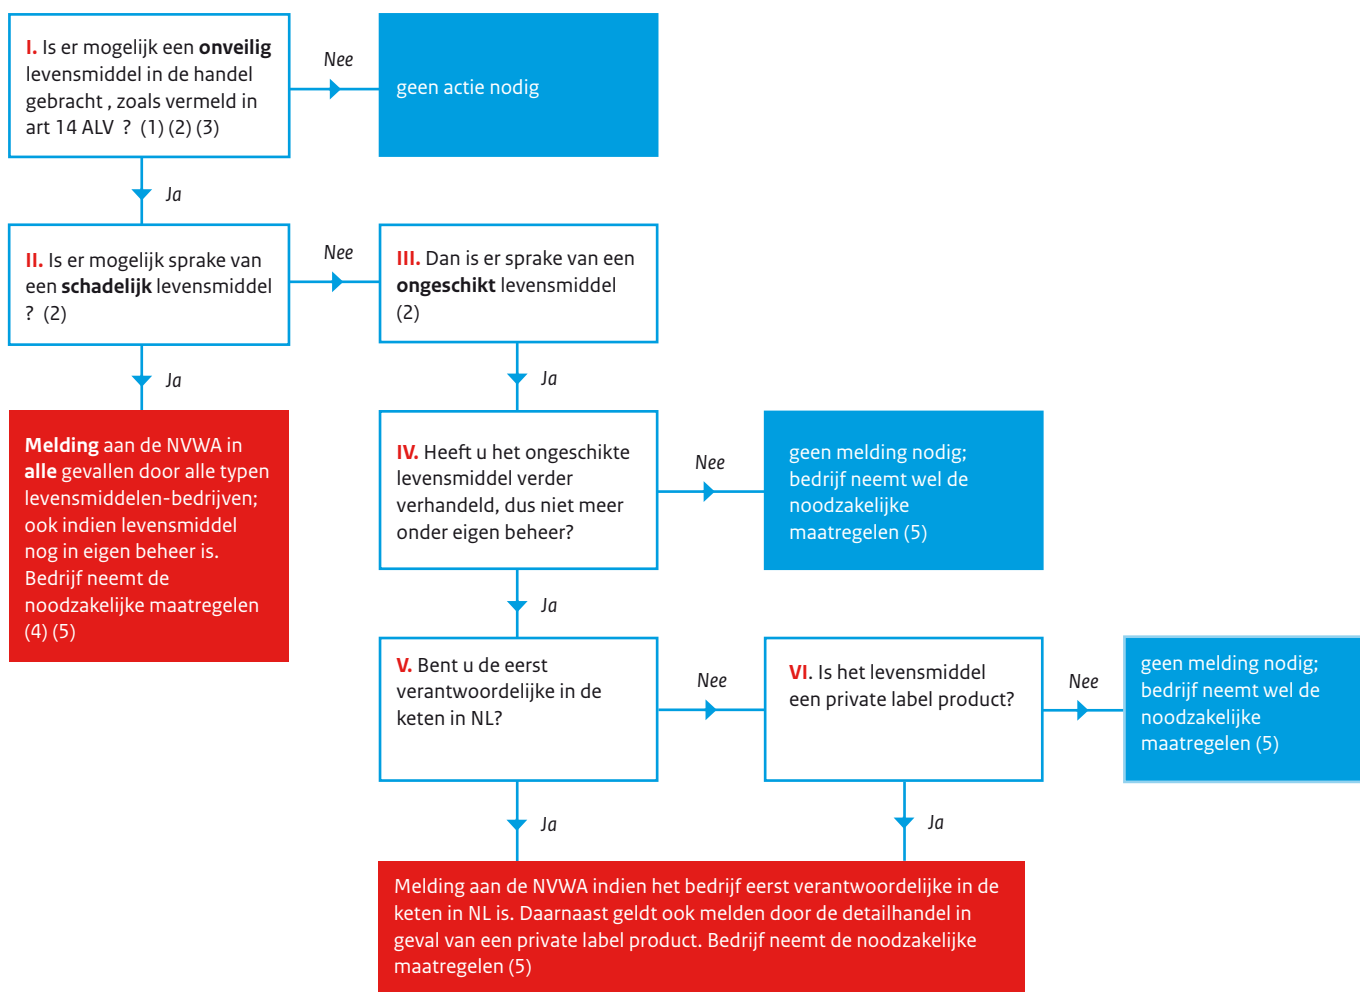 I. Is er mogelijk een onveilig
levensmiddel in de handel
gebracht , zoals vermeld in
art 14 ALV ? (1) (2) (3)
Nee
geen actie nodig
Ja
II. Is er mogelijk sprake van
een schadelijk levensmiddel
? (2)
Nee
III. Dan is er sprake van een
ongeschikt levensmiddel
(2)
Ja
Ja
Melding aan de NVWA in
alle gevallen door alle typen
levensmiddelen-bedrijven;
ook indien levensmiddel
nog in eigen beheer is.
Bedrijf neemt de
noodzakelijke maatregelen
(4) (5)
IV. Heeft u het ongeschikte
levensmiddel verder
verhandeld, dus niet meer
onder eigen beheer?
Nee
geen melding nodig;
bedrijf neemt wel de
noodzakelijke
maatregelen (5)
Ja
V. Bent u de eerst
verantwoordelijke in de
keten in NL?
Nee
VI. Is het levensmiddel
een private label product?
Nee
geen melding nodig;
bedrijf neemt wel de
noodzakelijke
maatregelen (5)
Ja
Ja
Melding aan de NVWA indien het bedrijf eerst verantwoordelijke in de
keten in NL is. Daarnaast geldt ook melden door de detailhandel in
geval van een private label product. Bedrijf neemt de noodzakelijke
maatregelen (5)